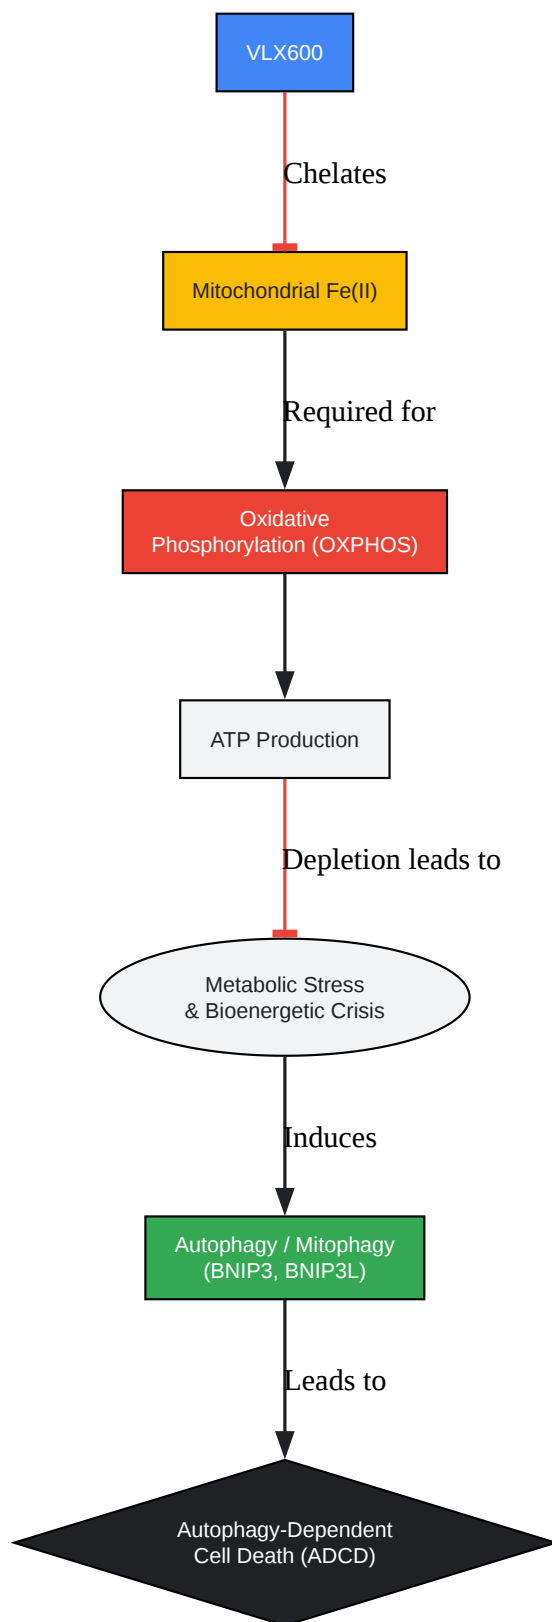 VLX600
Chelates
Mitochondrial Fe(II)
Required for
Oxidative
Phosphorylation (OXPHOS)
ATP Production
Depletion leads to
Metabolic Stress
& Bioenergetic Crisis
Induces
Autophagy / Mitophagy
(BNIP3, BNIP3L)
Leads to
Autophagy-Dependent
Cell Death (ADCD)